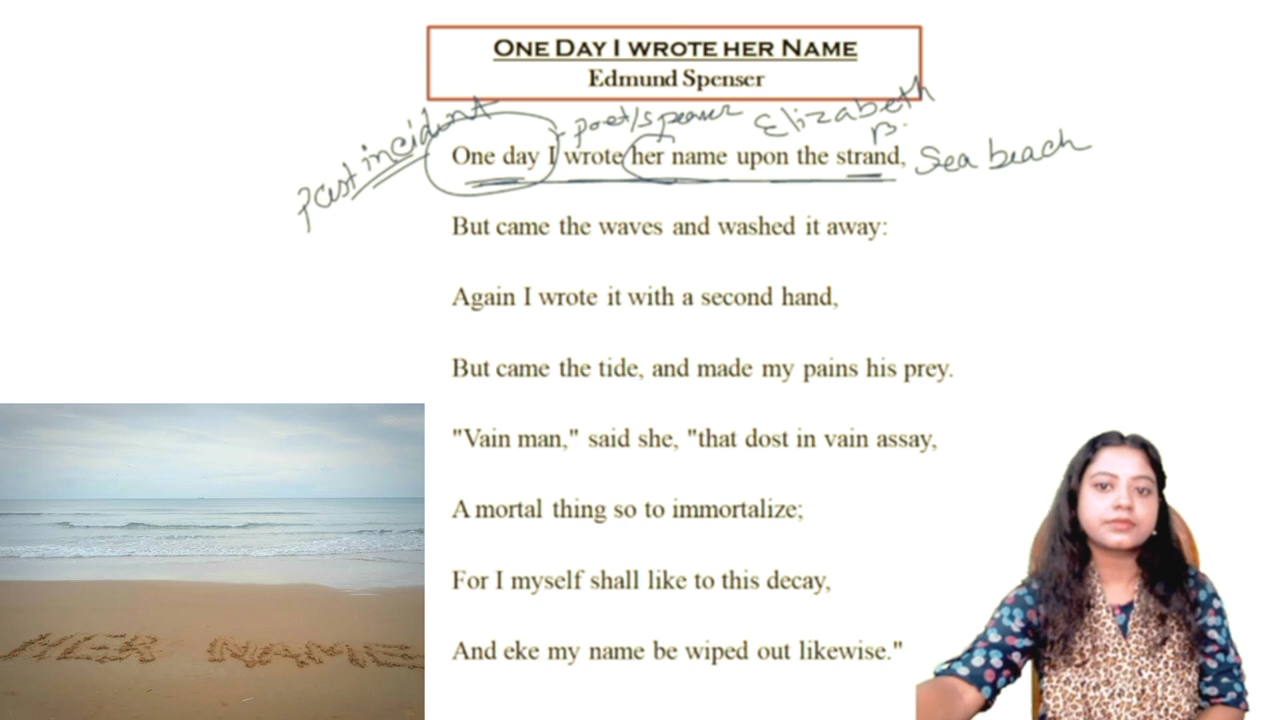 ONE DAY I WROTE HER NAME
Edmund Spenser
past incident
poet/speaker Elizabeth
B.
One day I wrote her name upon the strand, Sea beach
But came the waves and washed it away:
Again I wrote it with a second hand,
But came the tide, and made my pains his prey.
"Vain man," said she, "that dost in vain assay,
A mortal thing so to immortalize;
For I myself shall like to this decay,
And eke my name be wiped out likewise."
HER NAME